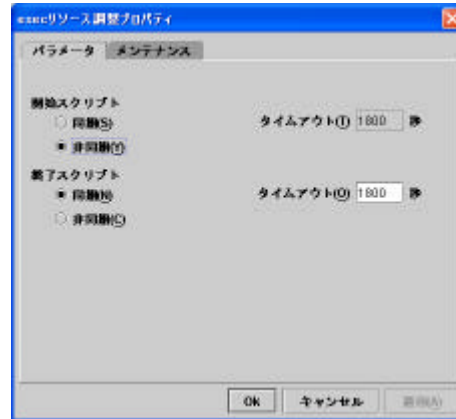 execリソース調整プロパティ
パラメータ メンテナンス
開始スクリプト
同期(S) タイムアウト(T) 1800 秒
非同期(Y)
終了スクリプト
同期(N) タイムアウト(O) 1800 秒
非同期(C)
OK キャンセル 適用(A)